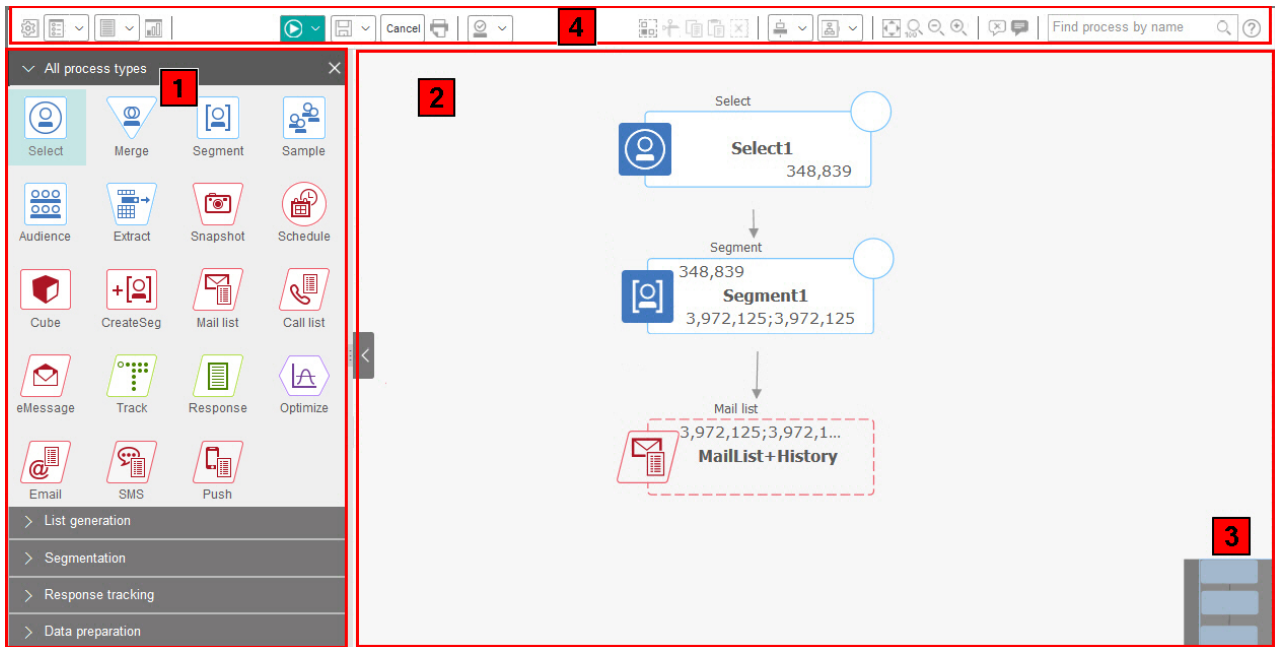 Cancel
4
100
Find process by name
?
All process types
1
Select
Merge
Segment
Sample
Audience
Extract
Snapshot
Schedule
Cube
CreateSeg
Mail list
Call list
eMessage
Track
Response
Optimize
@
Email
SMS
Push
List generation
Segmentation
Response tracking
Data preparation
2
Select
Select1
348,839
Segment
348,839
Segment1
3,972,125;3,972,125
Mail list
3,972,125;3,972,1...
MailList+History
3